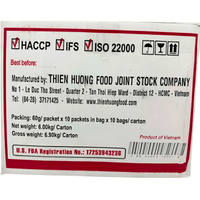 HACCP IFS ISO 22000
Best before:
Manufactured by: THIEN HUONG FOOD JOINT STOCK COMPANY
No 1 - Le Duc Tho Street - Quarter 2 - Tan Thoi Hiep Ward - District 12 - HCMC - Vietnam
Tel: (84-28) 37171425 - Website: www.thienhuongfood.com
Packing: 60g/ packet x 10 packets in bag x 10 bags/ carton
Net weight: 6.00kg/ Carton
Gross weight: 6.90kg/ Carton
Product of Vietnam
U.S. FDA Registration No.: 17253943230